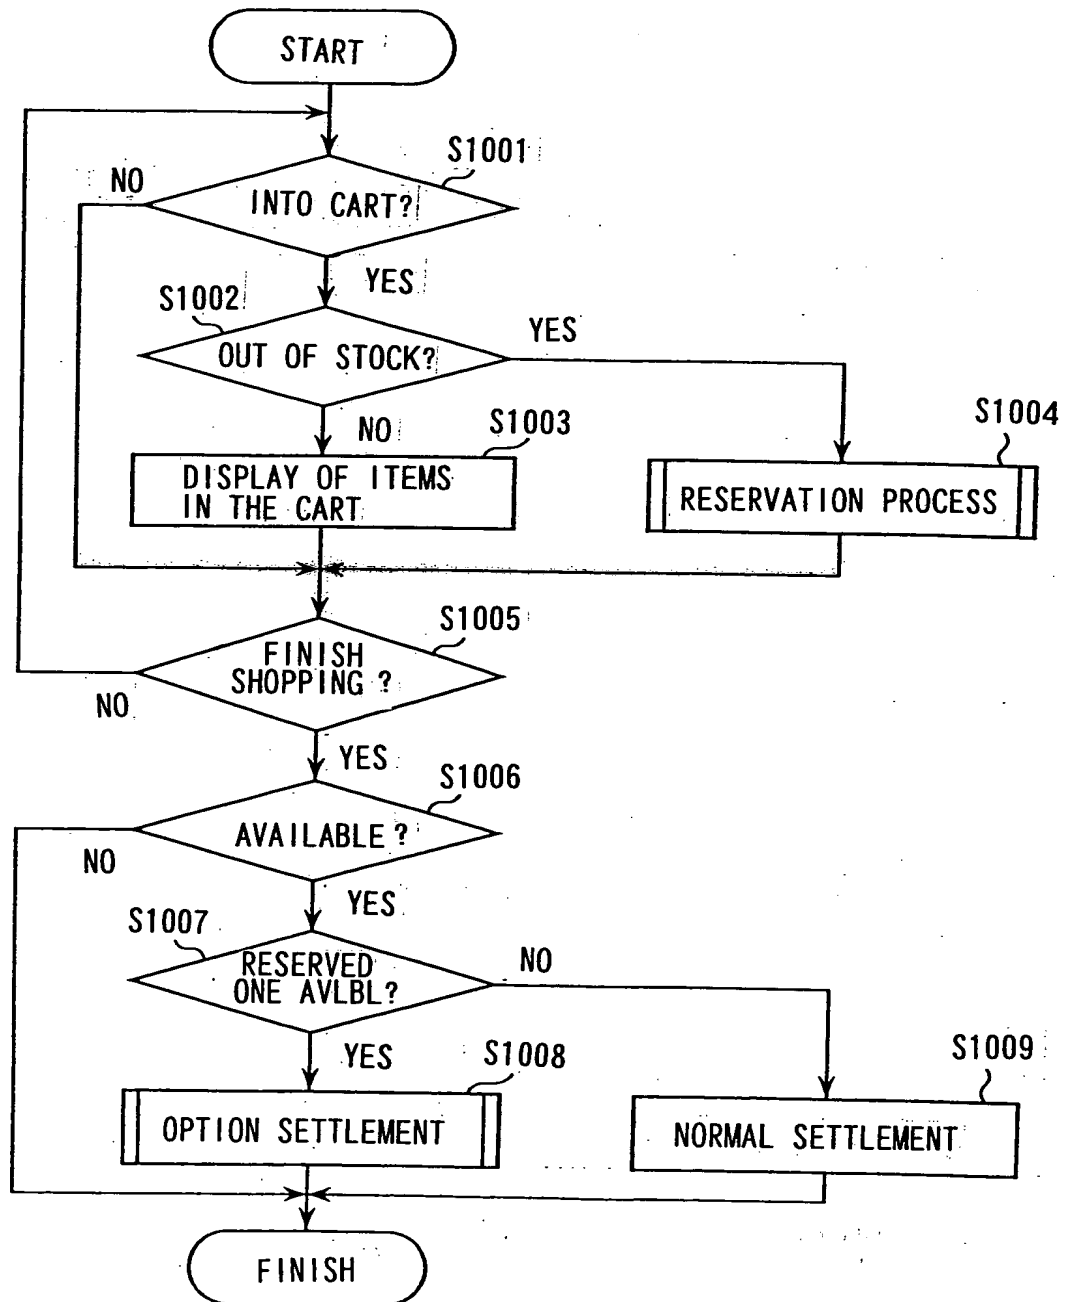 START
S1001
NO
INTO CART?
YES
S1002
YES
OUT OF STOCK?
NO
S1003
S1004
DISPLAY OF ITEMS
IN THE CART
RESERVATION PROCESS
S1005
FINISH
SHOPPING ?
NO
YES
S1006
AVAILABLE ?
NO
YES
S1007
RESERVED
ONE AVLBL?
NO
YES
S1008
S1009
OPTION SETTLEMENT
NORMAL SETTLEMENT
FINISH